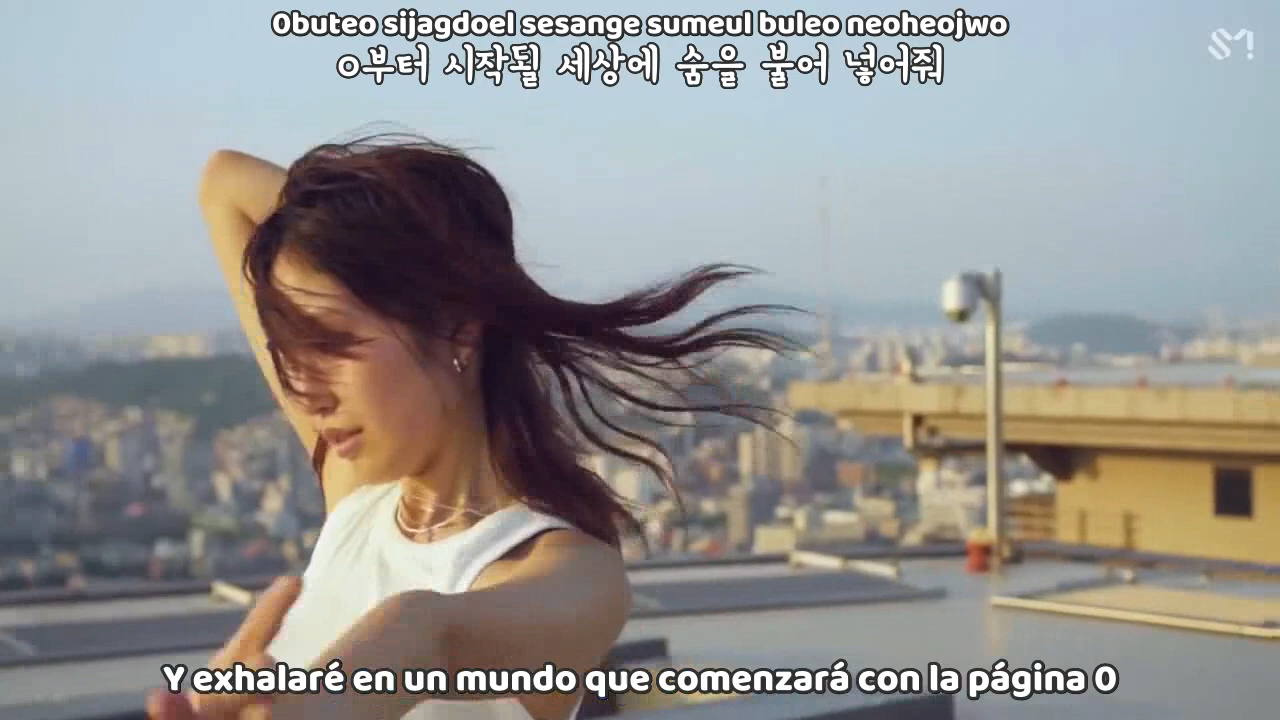 0buteo sijagdoel sesange sumeul buleo neoheojwo
0부터 시작될 세상에 숨을 불어 넣어줘
SM!
Y exhalaré en un mundo que comenzará con la página 0